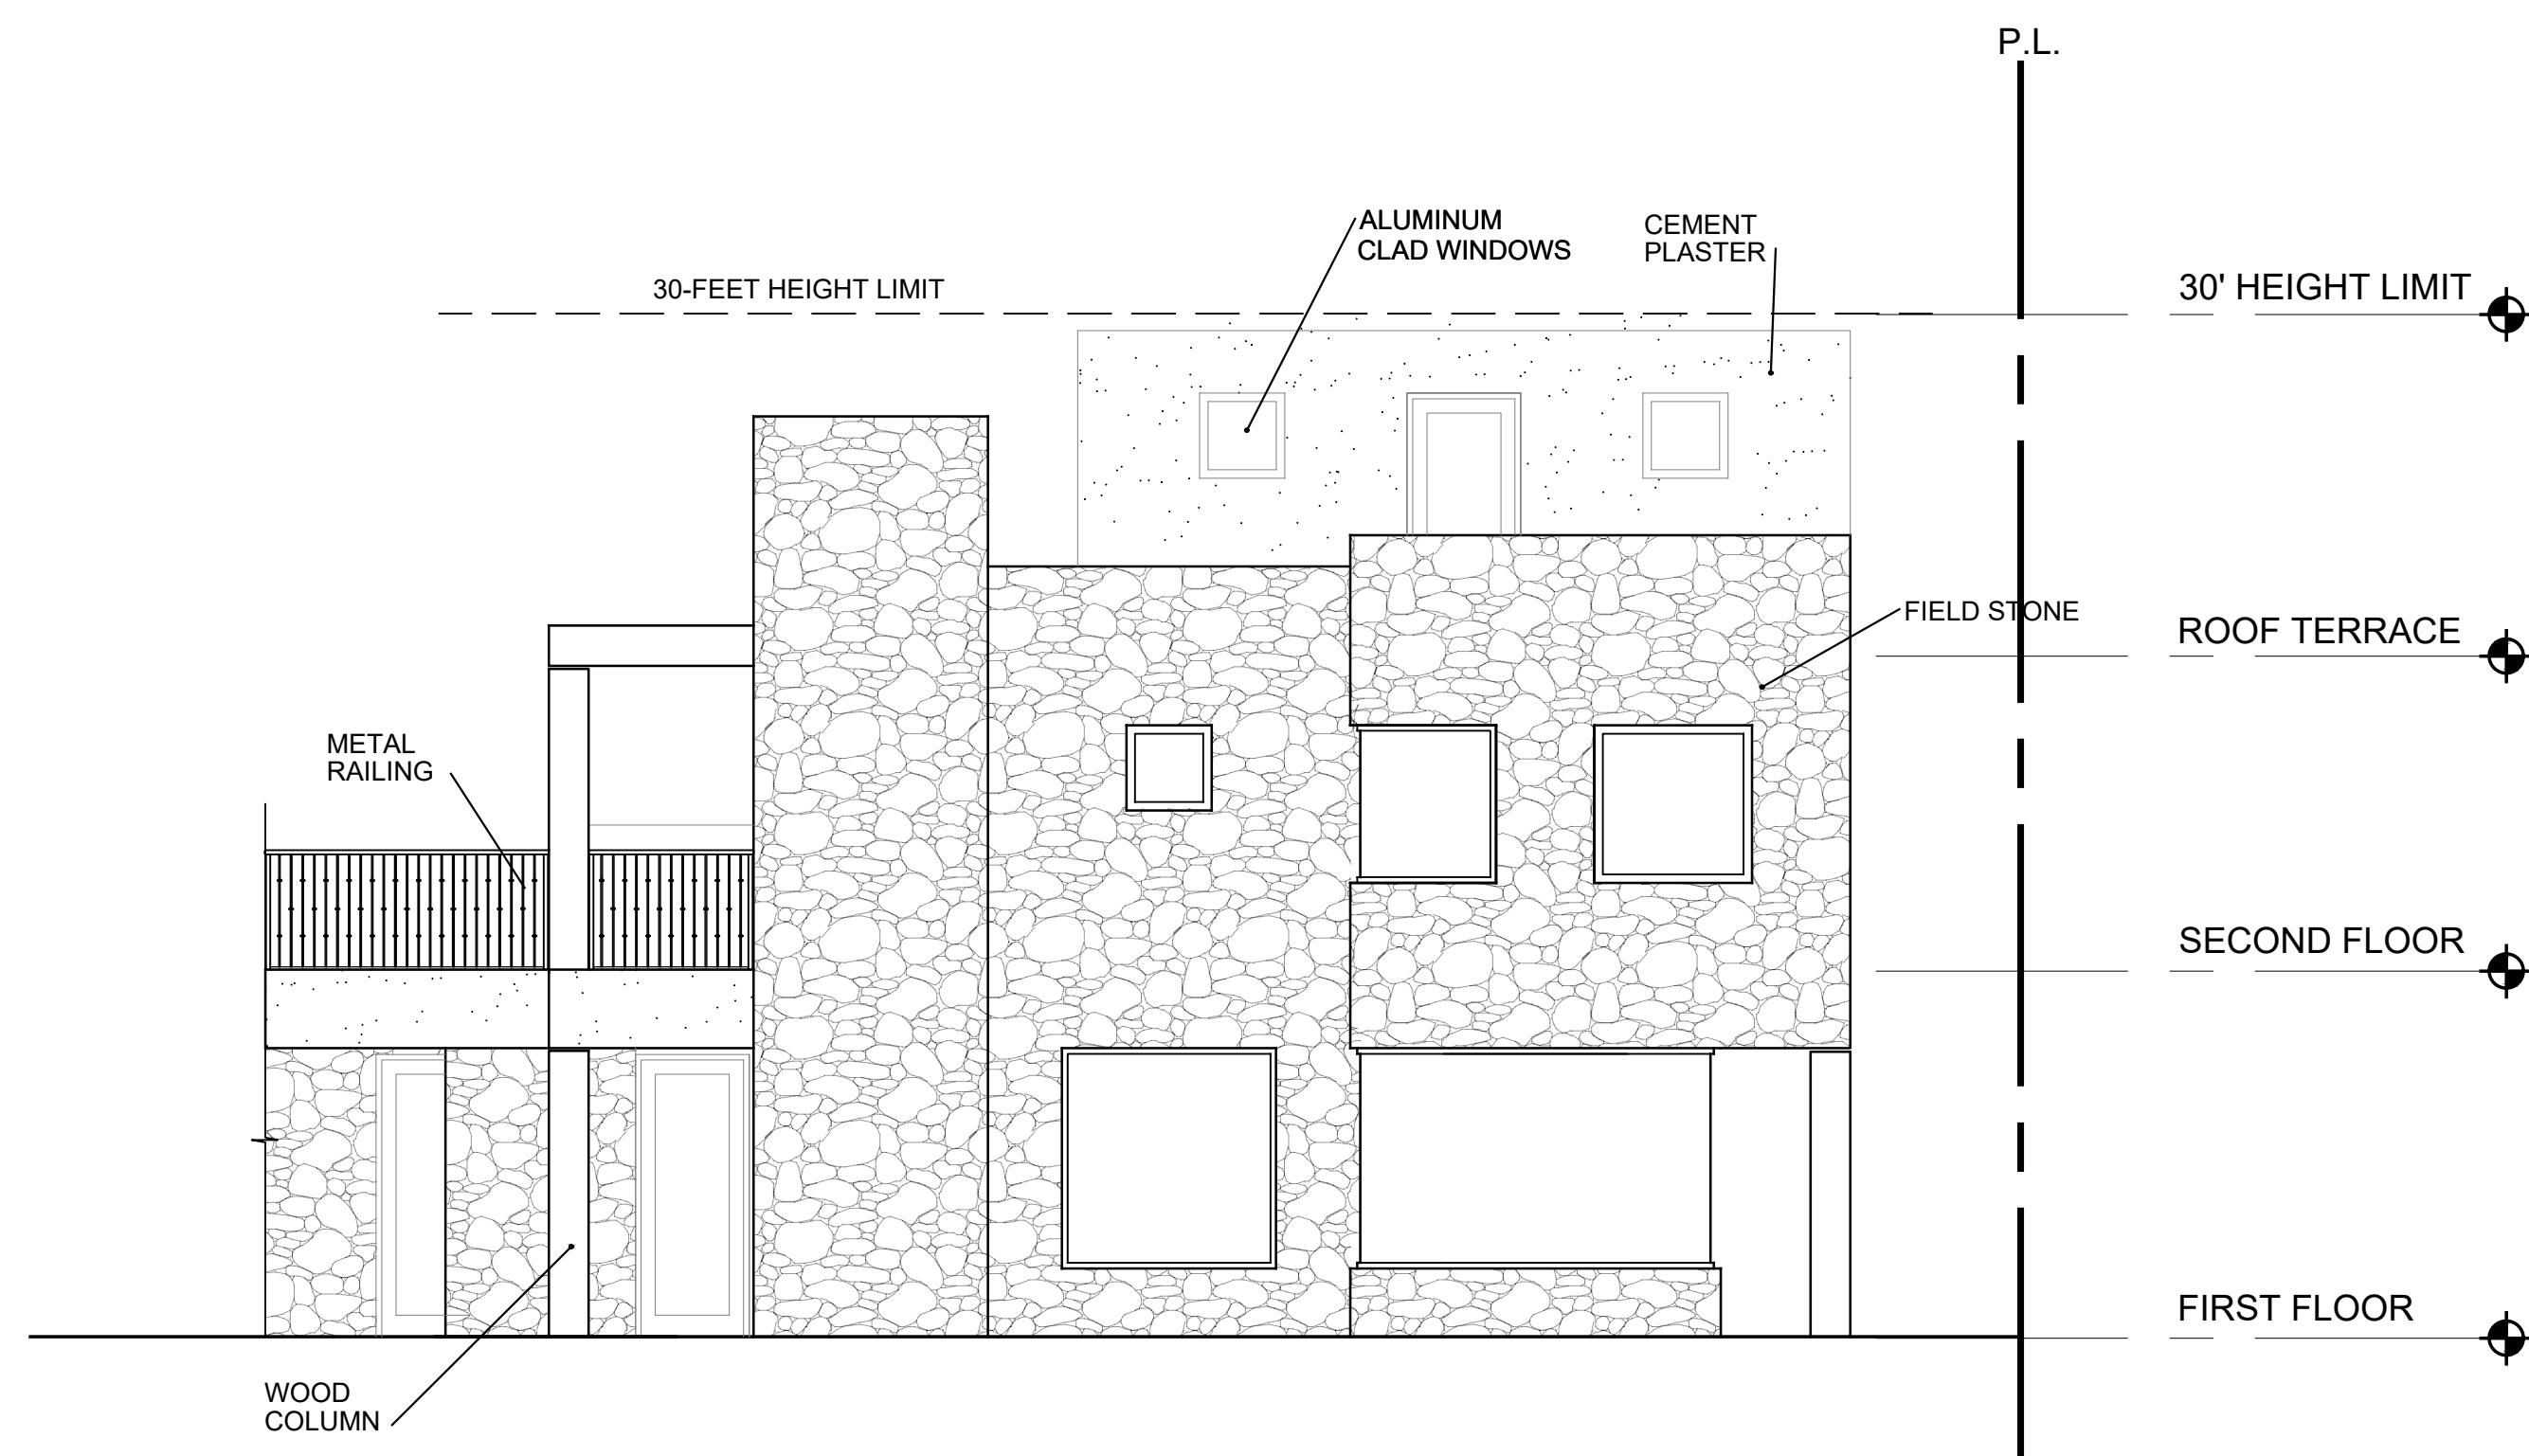 P.L.
ALUMINUM
CLAD WINDOWS
CEMENT
PLASTER
30-FEET HEIGHT LIMIT
30' HEIGHT LIMIT
FIELD STONE
ROOF TERRACE
METAL
RAILING
SECOND FLOOR
FIRST FLOOR
WOOD
COLUMN